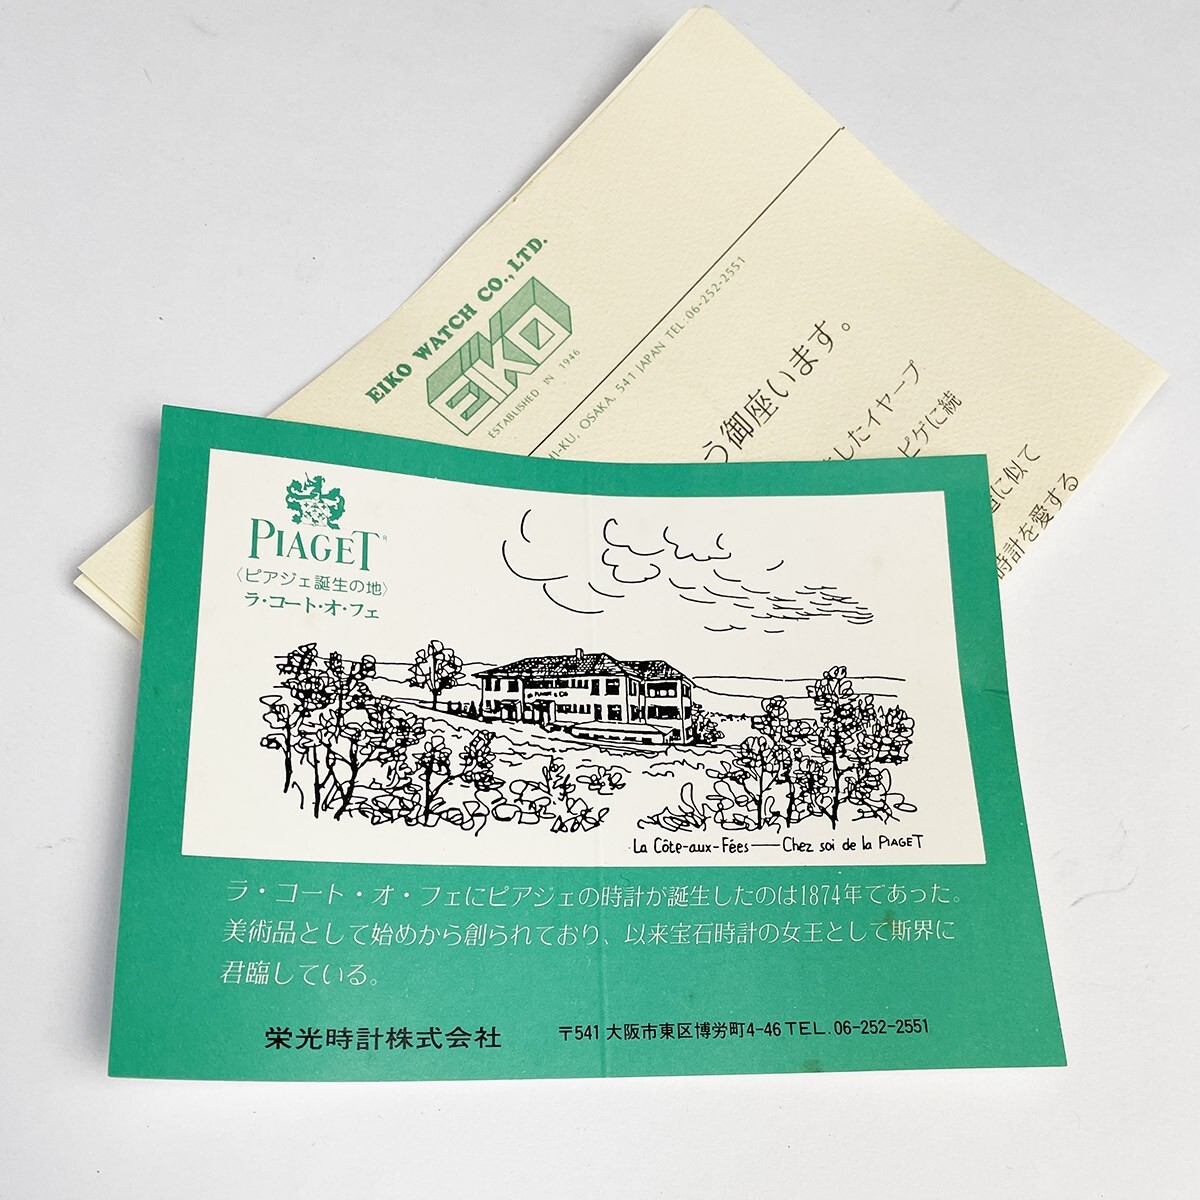 EIKO WATCH CO., LTD.
EIKO
ESTABLISHED IN 1946
HI-KU, OSAKA, 541 JAPAN TEL. 06-252-2551
う御座います。
したイヤープ
ピゲに続
に似て
時計を愛する
PIAGET
〈ピアジェ誕生の地〉
ラ・コート・オ・フェ
PIAGET & CO
La Côte-aux-Fées — Chez soi de la PIAGET
ラ・コート・オ・フェにピアジェの時計が誕生したのは1874年であった。
美術品として始めから創られており、以来宝石時計の女王として斯界に
君臨している。
栄光時計株式会社 〒541 大阪市東区博労町4-46 TEL. 06-252-2551